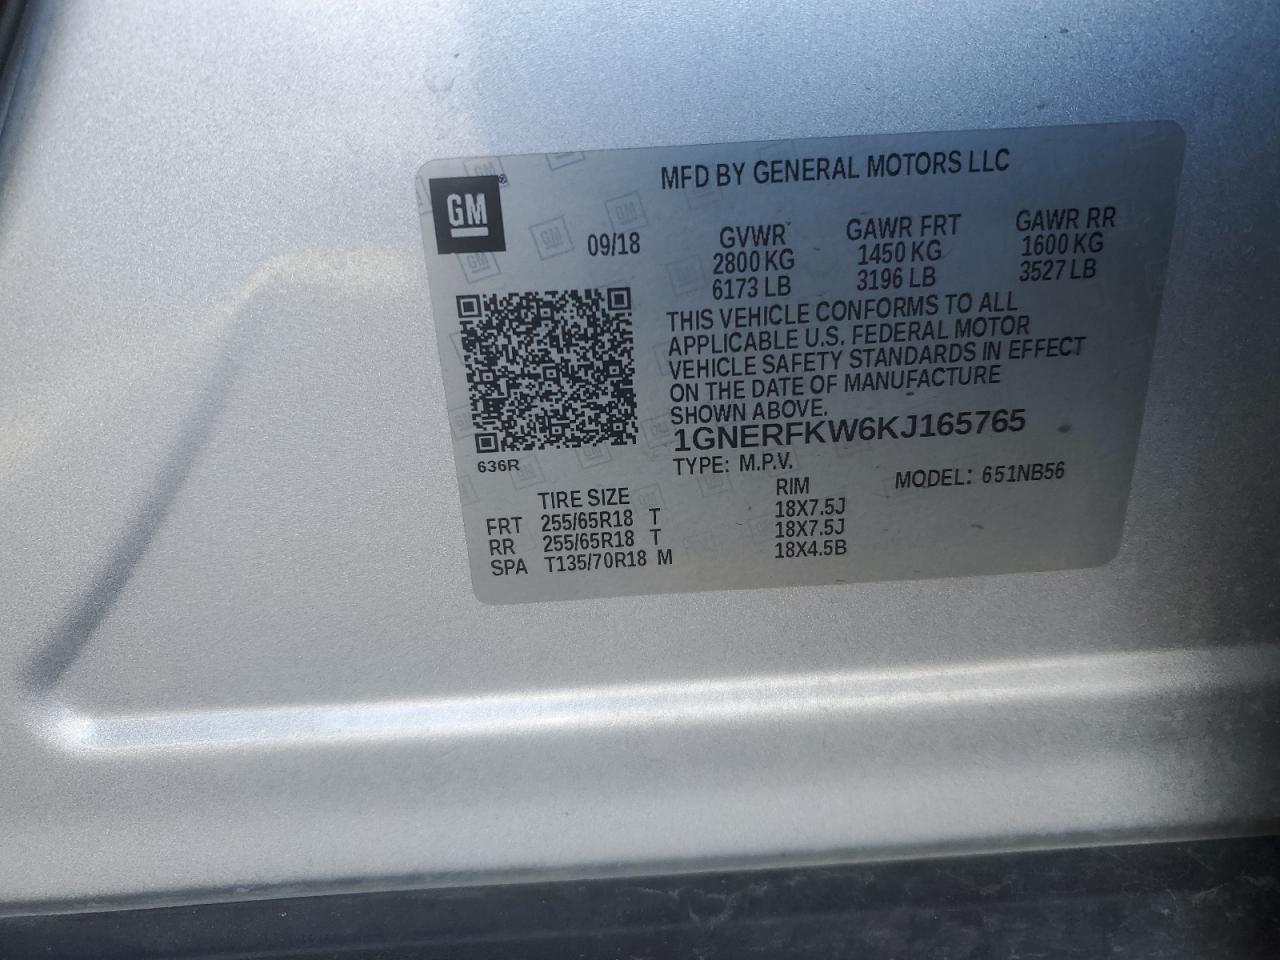 MFD BY GENERAL MOTORS LLC
GM®
09/18
GVWR GAWR FRT GAWR RR
2800 KG 1450 KG 1600 KG
6173 LB 3196 LB 3527 LB
THIS VEHICLE CONFORMS TO ALL
APPLICABLE U.S. FEDERAL MOTOR
VEHICLE SAFETY STANDARDS IN EFFECT
ON THE DATE OF MANUFACTURE
SHOWN ABOVE.
1GNERFKW6KJ165765
636R
TYPE: M.P.V.
MODEL: 651NB56
TIRE SIZE RIM
FRT 255/65R18 T 18X7.5J
RR 255/65R18 T 18X7.5J
SPA T135/70R18 M 18X4.5B